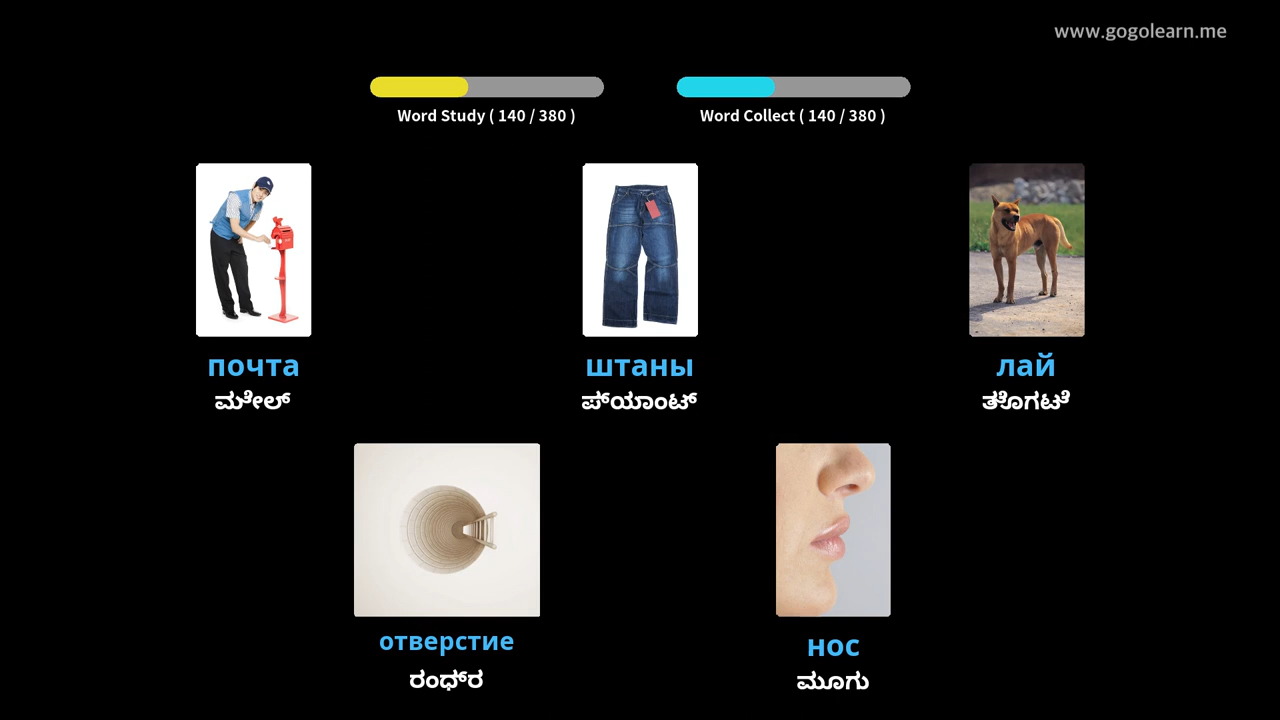 www.gogolearn.me
Word Study ( 140 / 380 )
Word Collect ( 140 / 380 )
почта
ಮೇಲ್
штаны
ಪ್ಯಾಂಟ್
лай
ತೊಗಟೆ
отверстие
ರಂಧ್ರ
нос
ಮೂಗು